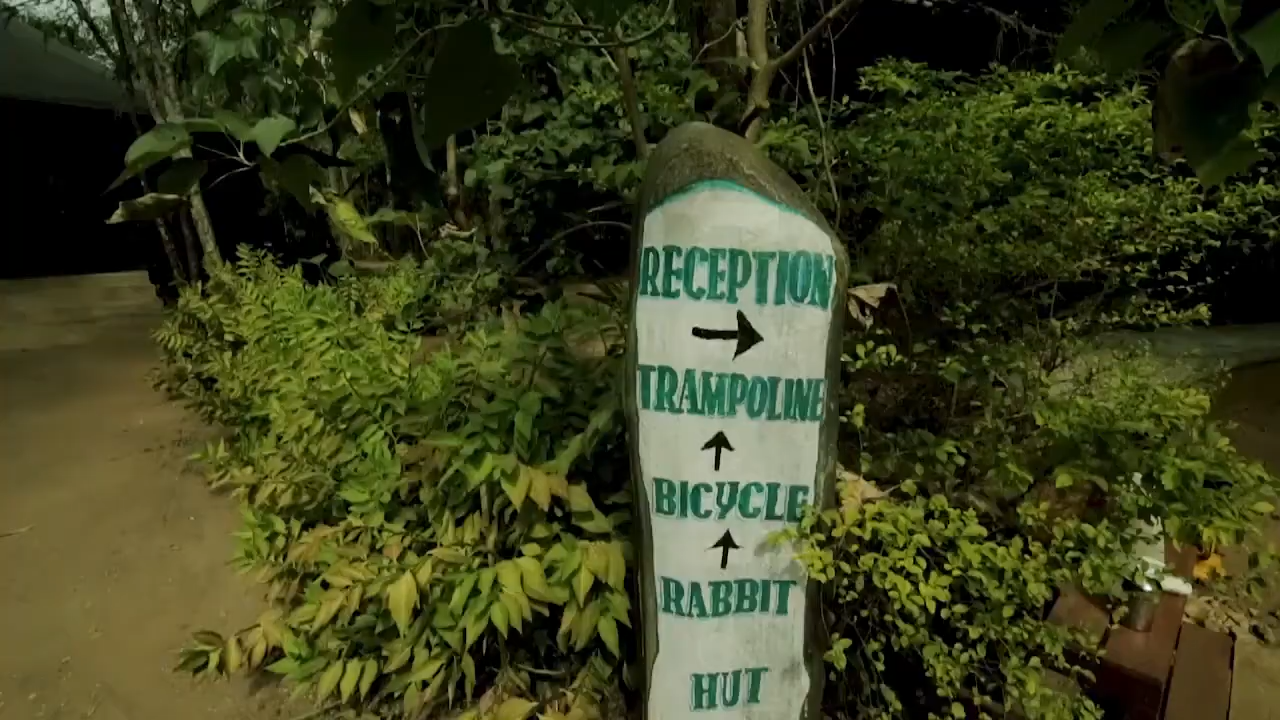 RECEPTION
→
TRAMPOLINE
↑
BICYCLE
↑
RABBIT
HUT